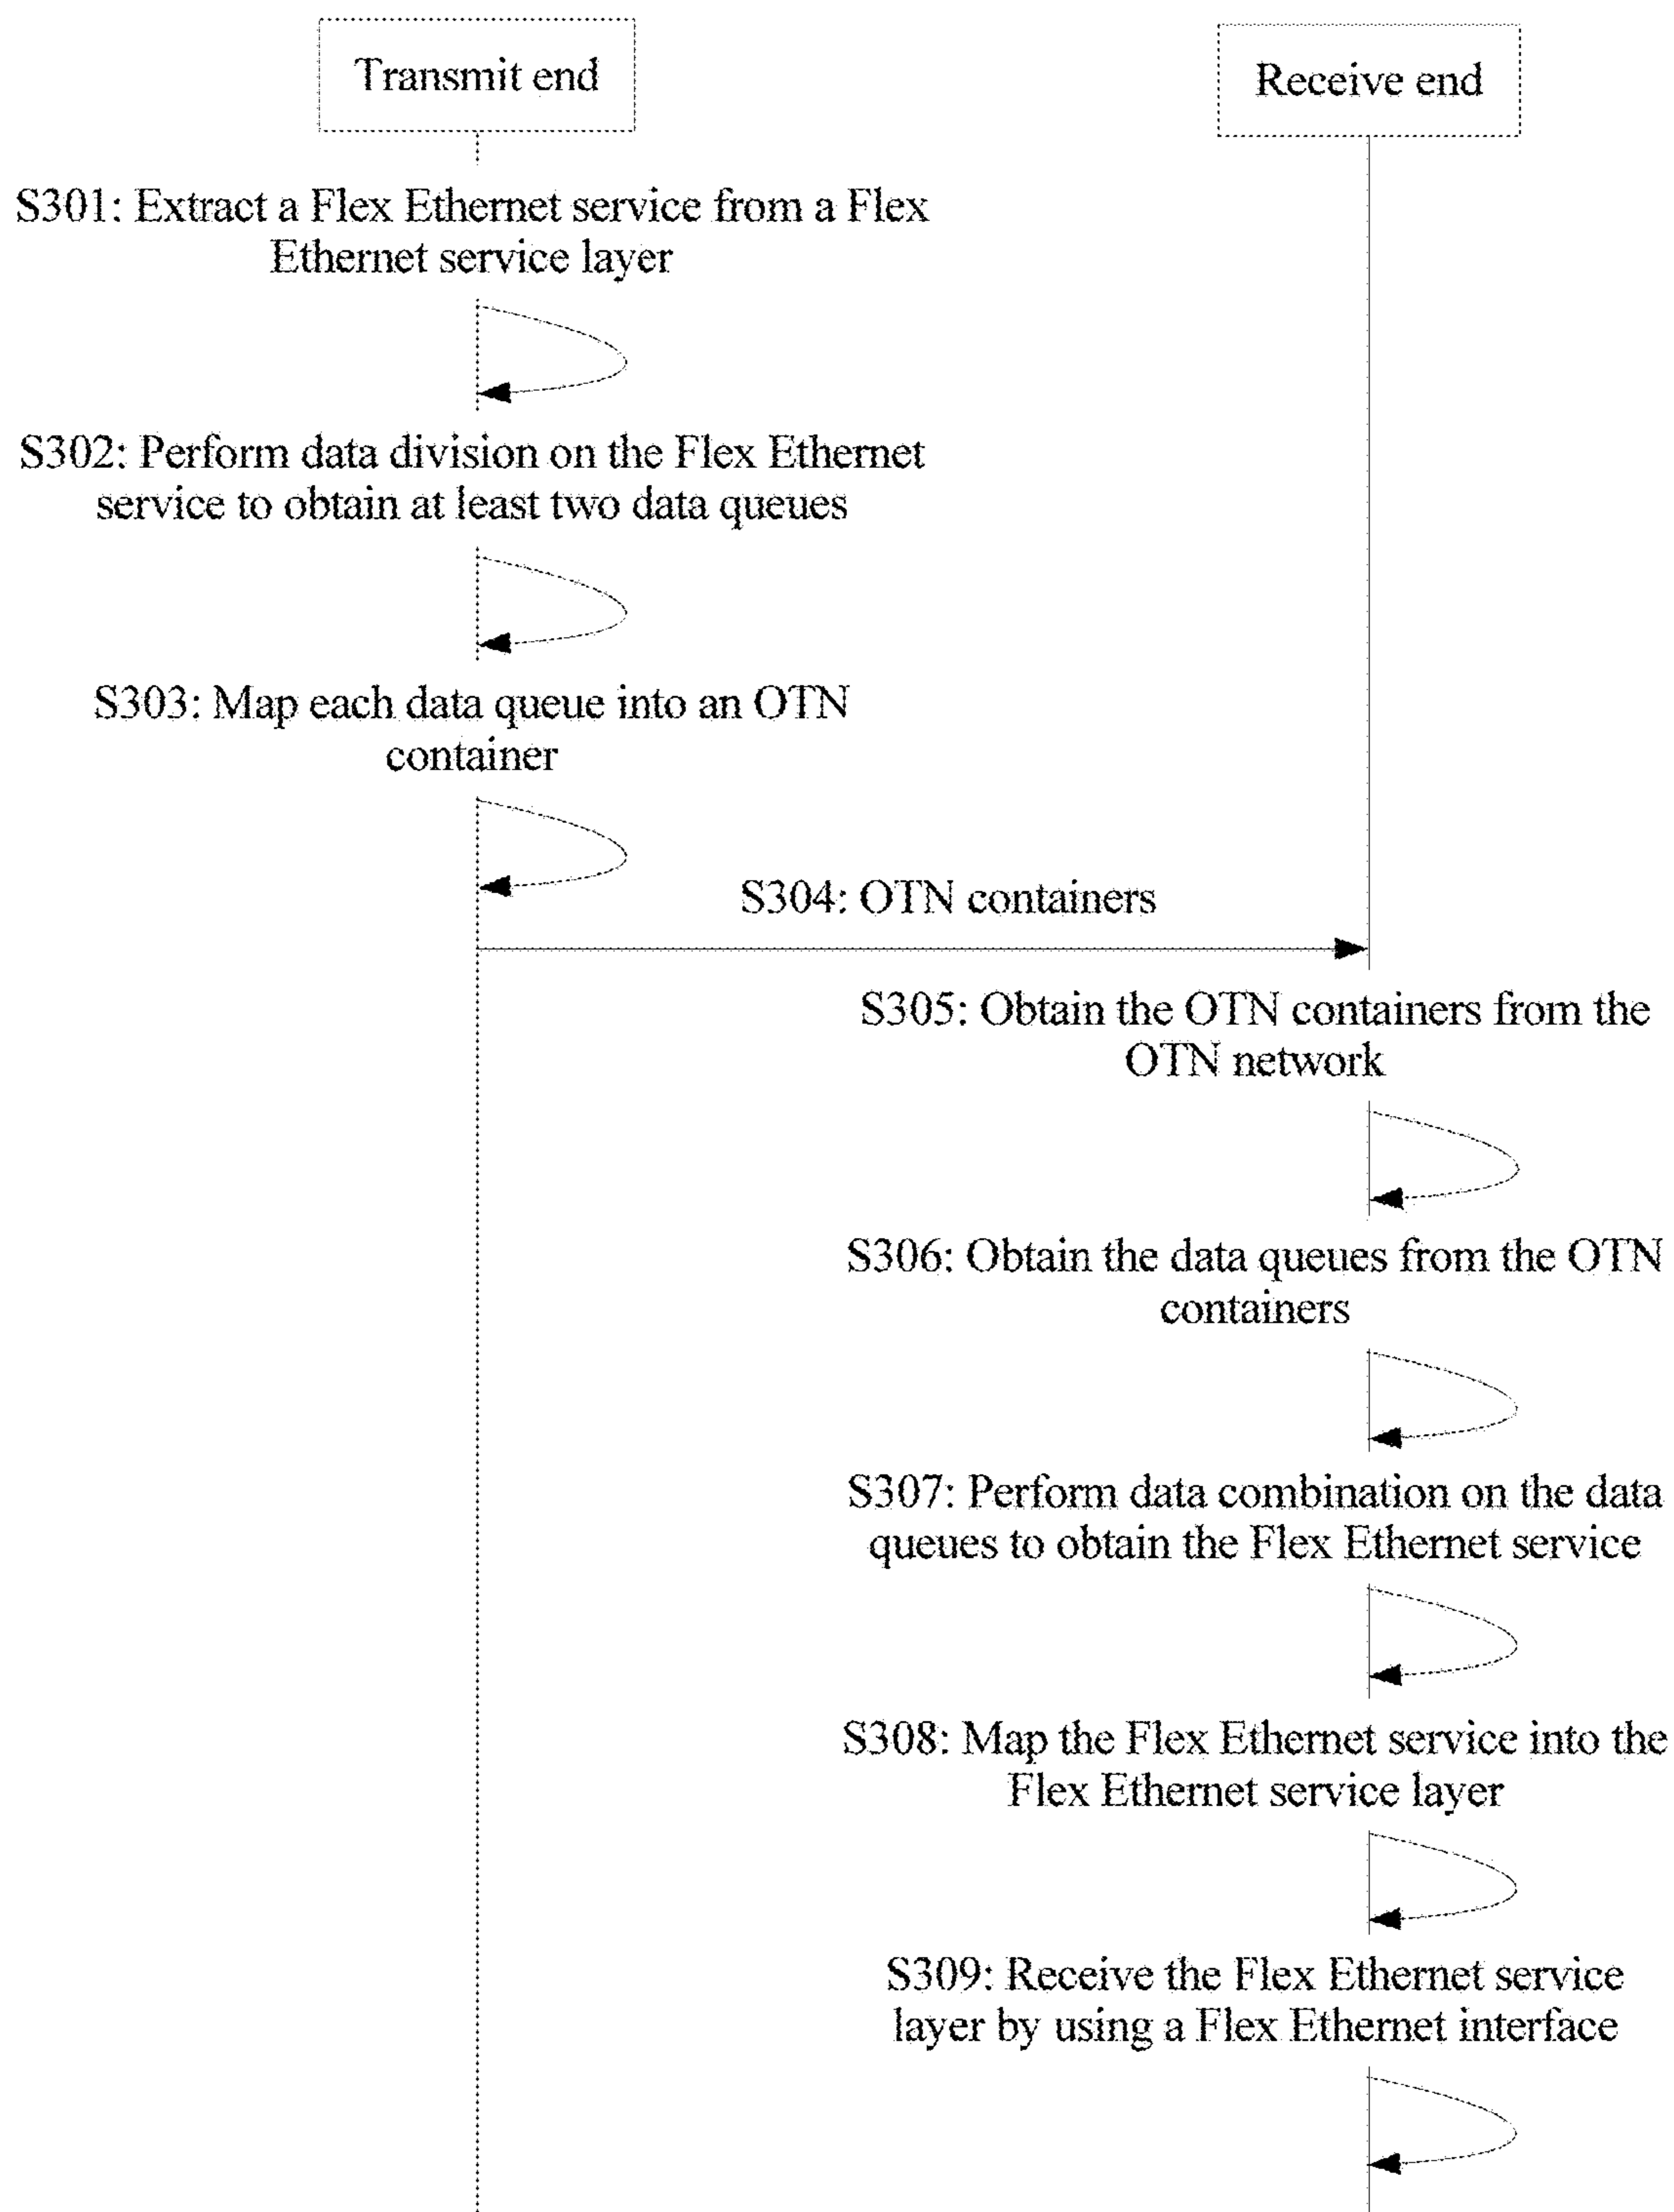 Transmit end
Receive end
S301: Extract a Flex Ethernet service from a Flex
Ethernet service layer
S302: Perform data division on the Flex Ethernet
service to obtain at least two data queues
S303: Map each data queue into an OTN
container
S304: OTN containers
S305: Obtain the OTN containers from the
OTN network
S306: Obtain the data queues from the OTN
containers
S307: Perform data combination on the data
queues to obtain the Flex Ethernet service
S308: Map the Flex Ethernet service into the
Flex Ethernet service layer
S309: Receive the Flex Ethernet service
layer by using a Flex Ethernet interface